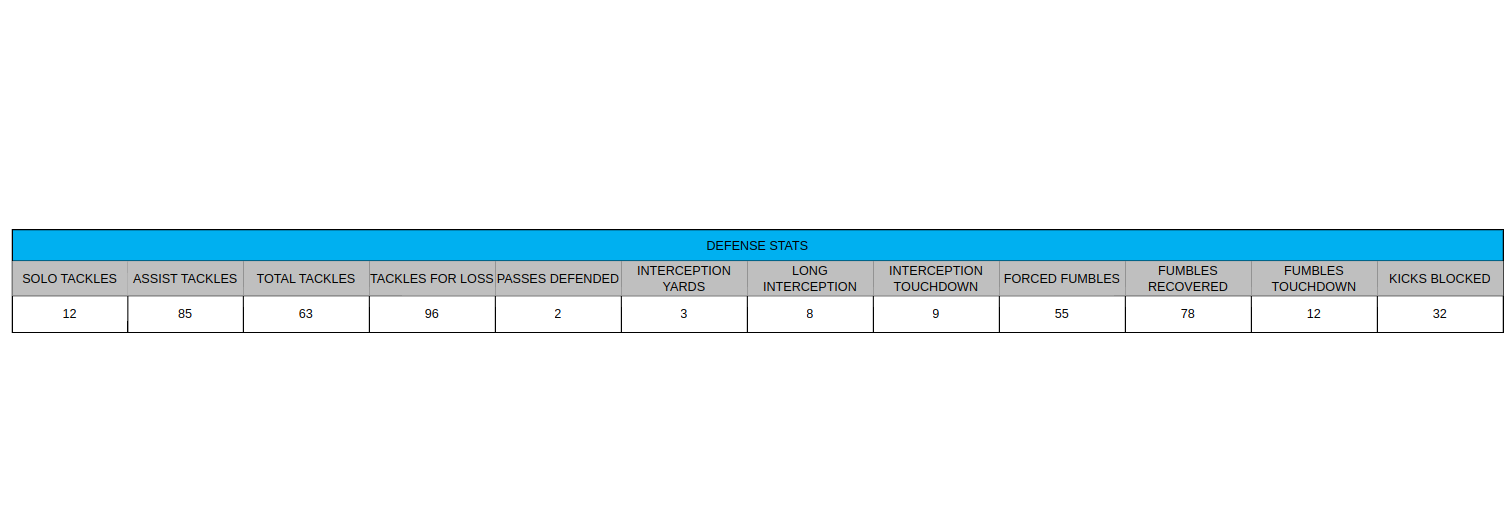 DEFENSE STATS
SOLO TACKLES ASSIST TACKLES TOTAL TACKLES TACKLES FOR LOSS PASSES DEFENDED INTERCEPTION YARDS LONG INTERCEPTION INTERCEPTION TOUCHDOWN FORCED FUMBLES FUMBLES RECOVERED FUMBLES TOUCHDOWN KICKS BLOCKED
12 85 63 96 2 3 8 9 55 78 12 32